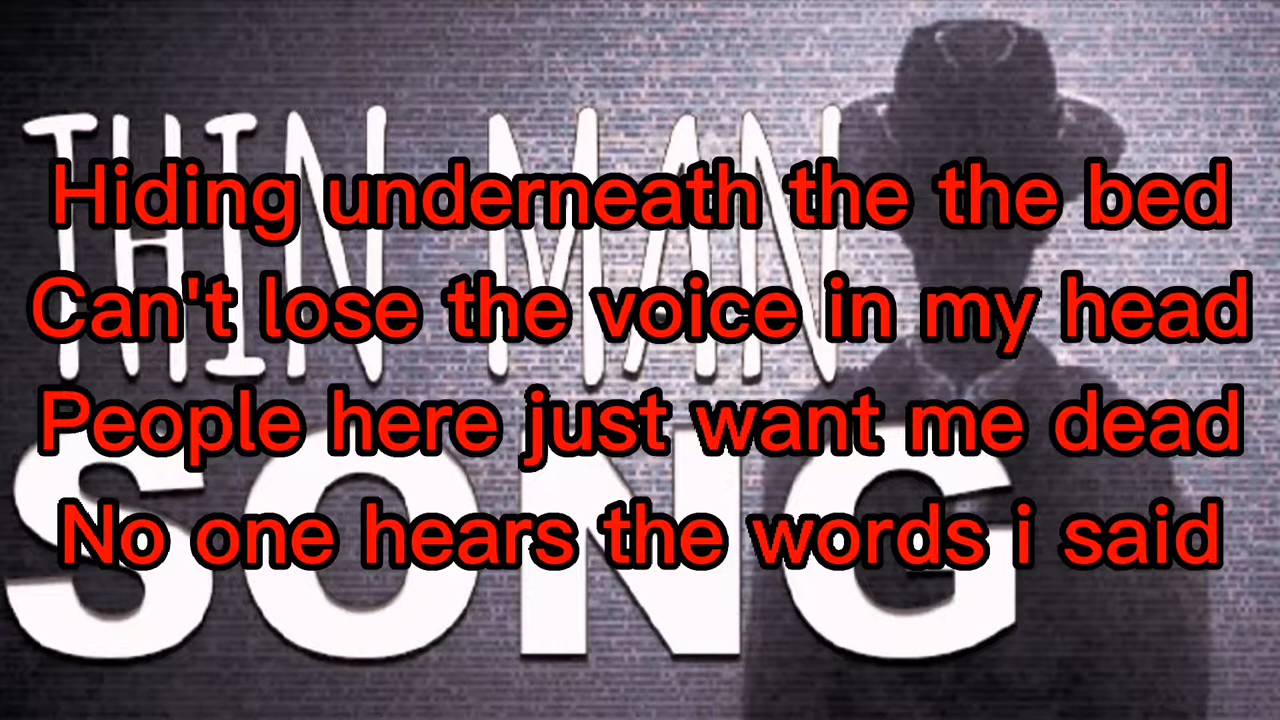 THIN MAN
Hiding underneath the the bed
Can't lose the voice in my head
People here just want me dead
SONG
No one hears the words i said